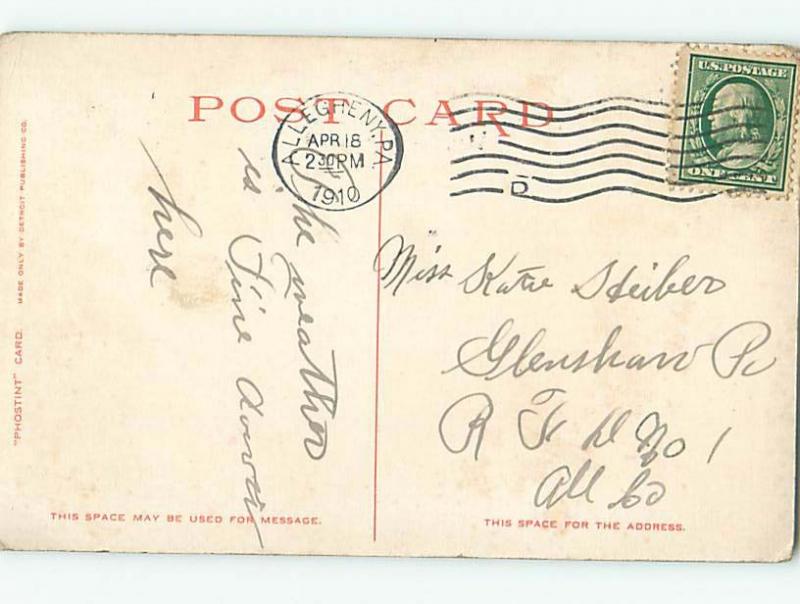 POST CARD
ALLEGHENY, PA.
APR 18
2 30 PM
1910
D
U.S. POSTAGE
ONE CENT
The weather
is Fine
here
Miss Katie Steiber
Glenshaw Pa
R F D No 1
All Co
"PHOSTINT" CARD. MADE ONLY BY DETROIT PUBLISHING CO.
THIS SPACE MAY BE USED FOR MESSAGE.
THIS SPACE FOR THE ADDRESS.